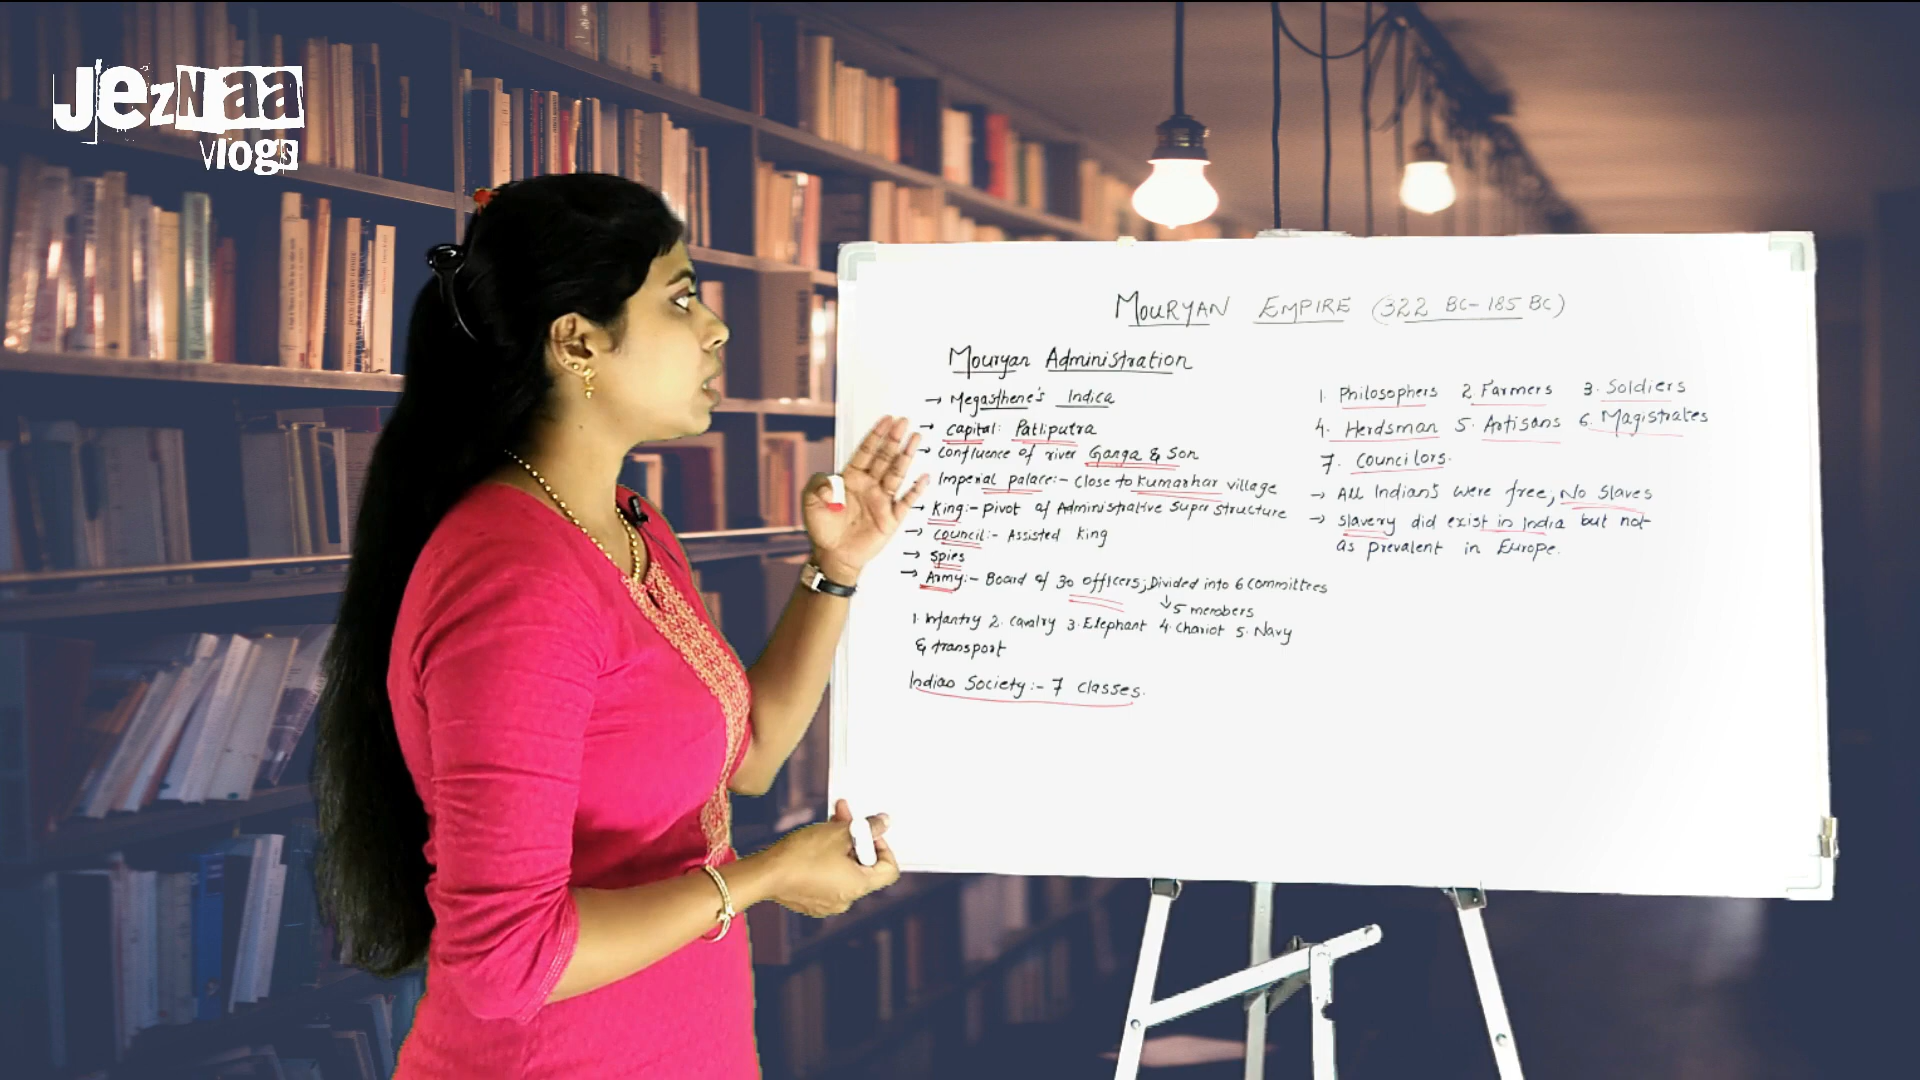 JEZNaa
Vlogs
MOURYAN EMPIRE (322 BC-185 BC)
Mouryan Administration
→ Megasthene's Indica
→ Capital: Patliputra
→ Confluence of river Ganga & Son
Imperial palace:- Close to Kumarhar village
→ King:- pivot of Administrative Super structure
→ Council:- Assisted King
→ Spies
→ Army:- Board of 30 officers; Divided into 6 Committees
↓ 5 members
1. Infantry 2. Cavalry 3. Elephant 4. Chariot 5. Navy
& transport
Indian Society:- 7 classes.
1. Philosophers 2 Farmers 3. Soldiers
4. Herdsman 5. Artisans 6. Magistrates
7. Councilors.
→ All Indian's were free, No Slaves
→ Slavery did exist in India but not
as prevalent in Europe.